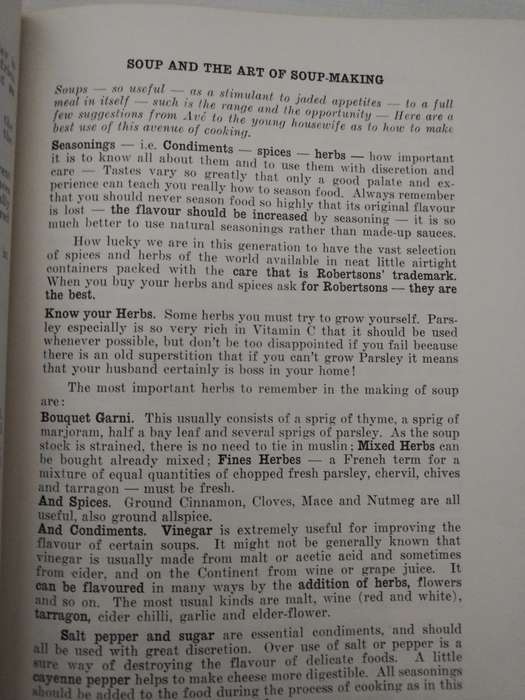 SOUP AND THE ART OF SOUP-MAKING
Soups — so useful — as a stimulant to jaded appetites — to a full
meal in itself — such is the range and the opportunity — Here are a
few suggestions from Avé to the young housewife as to how to make
best use of this avenue of cooking.
Seasonings — i.e. Condiments — spices — herbs — how important
it is to know all about them and to use them with discretion and
care — Tastes vary so greatly that only a good palate and ex-
perience can teach you really how to season food. Always remember
that you should never season food so highly that its original flavour
is lost — the flavour should be increased by seasoning — it is so
much better to use natural seasonings rather than made-up sauces.
How lucky we are in this generation to have the vast selection
of spices and herbs of the world available in neat little airtight
containers packed with the care that is Robertsons' trademark.
When you buy your herbs and spices ask for Robertsons — they are
the best.
Know your Herbs. Some herbs you must try to grow yourself. Pars-
ley especially is so very rich in Vitamin C that it should be used
whenever possible, but don't be too disappointed if you fail because
there is an old superstition that if you can't grow Parsley it means
that your husband certainly is boss in your home!
The most important herbs to remember in the making of soup
are:
Bouquet Garni. This usually consists of a sprig of thyme, a sprig of
marjoram, half a bay leaf and several sprigs of parsley. As the soup
stock is strained, there is no need to tie in muslin; Mixed Herbs can
be bought already mixed; Fines Herbes — a French term for a
mixture of equal quantities of chopped fresh parsley, chervil, chives
and tarragon — must be fresh.
And Spices. Ground Cinnamon, Cloves, Mace and Nutmeg are all
useful, also ground allspice.
And Condiments. Vinegar is extremely useful for improving the
flavour of certain soups. It might not be generally known that
vinegar is usually made from malt or acetic acid and sometimes
from cider, and on the Continent from wine or grape juice. It
can be flavoured in many ways by the addition of herbs, flowers
and so on. The most usual kinds are malt, wine (red and white),
tarragon, cider chilli, garlic and elder-flower.
Salt pepper and sugar are essential condiments, and should
all be used with great discretion. Over use of salt or pepper is a
sure way of destroying the flavour of delicate foods. A little
cayenne pepper helps to make cheese more digestible. All seasonings
should be added to the food during the process of cooking as in this